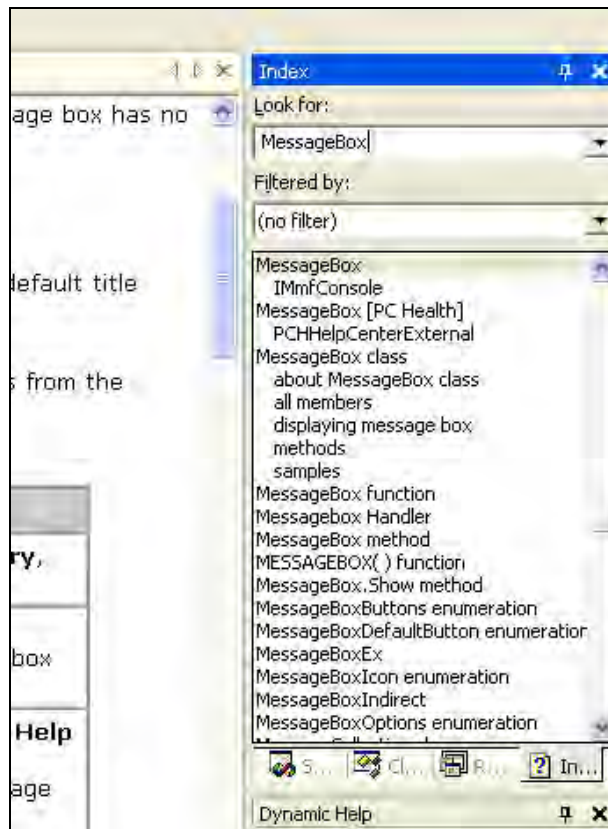 age box has no
default title
s from the
ry,
box
Help
age
Index
Look for:
MessageBox
Filtered by:
(no filter)
MessageBox
IMmfConsole
MessageBox [PC Health]
PCHHelpCenterExternal
MessageBox class
about MessageBox class
all members
displaying message box
methods
samples
MessageBox function
Messagebox Handler
MessageBox method
MESSAGEBOX( ) function
MessageBox.Show method
MessageBoxButtons enumeration
MessageBoxDefaultButton enumeration
MessageBoxEx
MessageBoxIcon enumeration
MessageBoxIndirect
MessageBoxOptions enumeration
S... Cl... R... In...
Dynamic Help